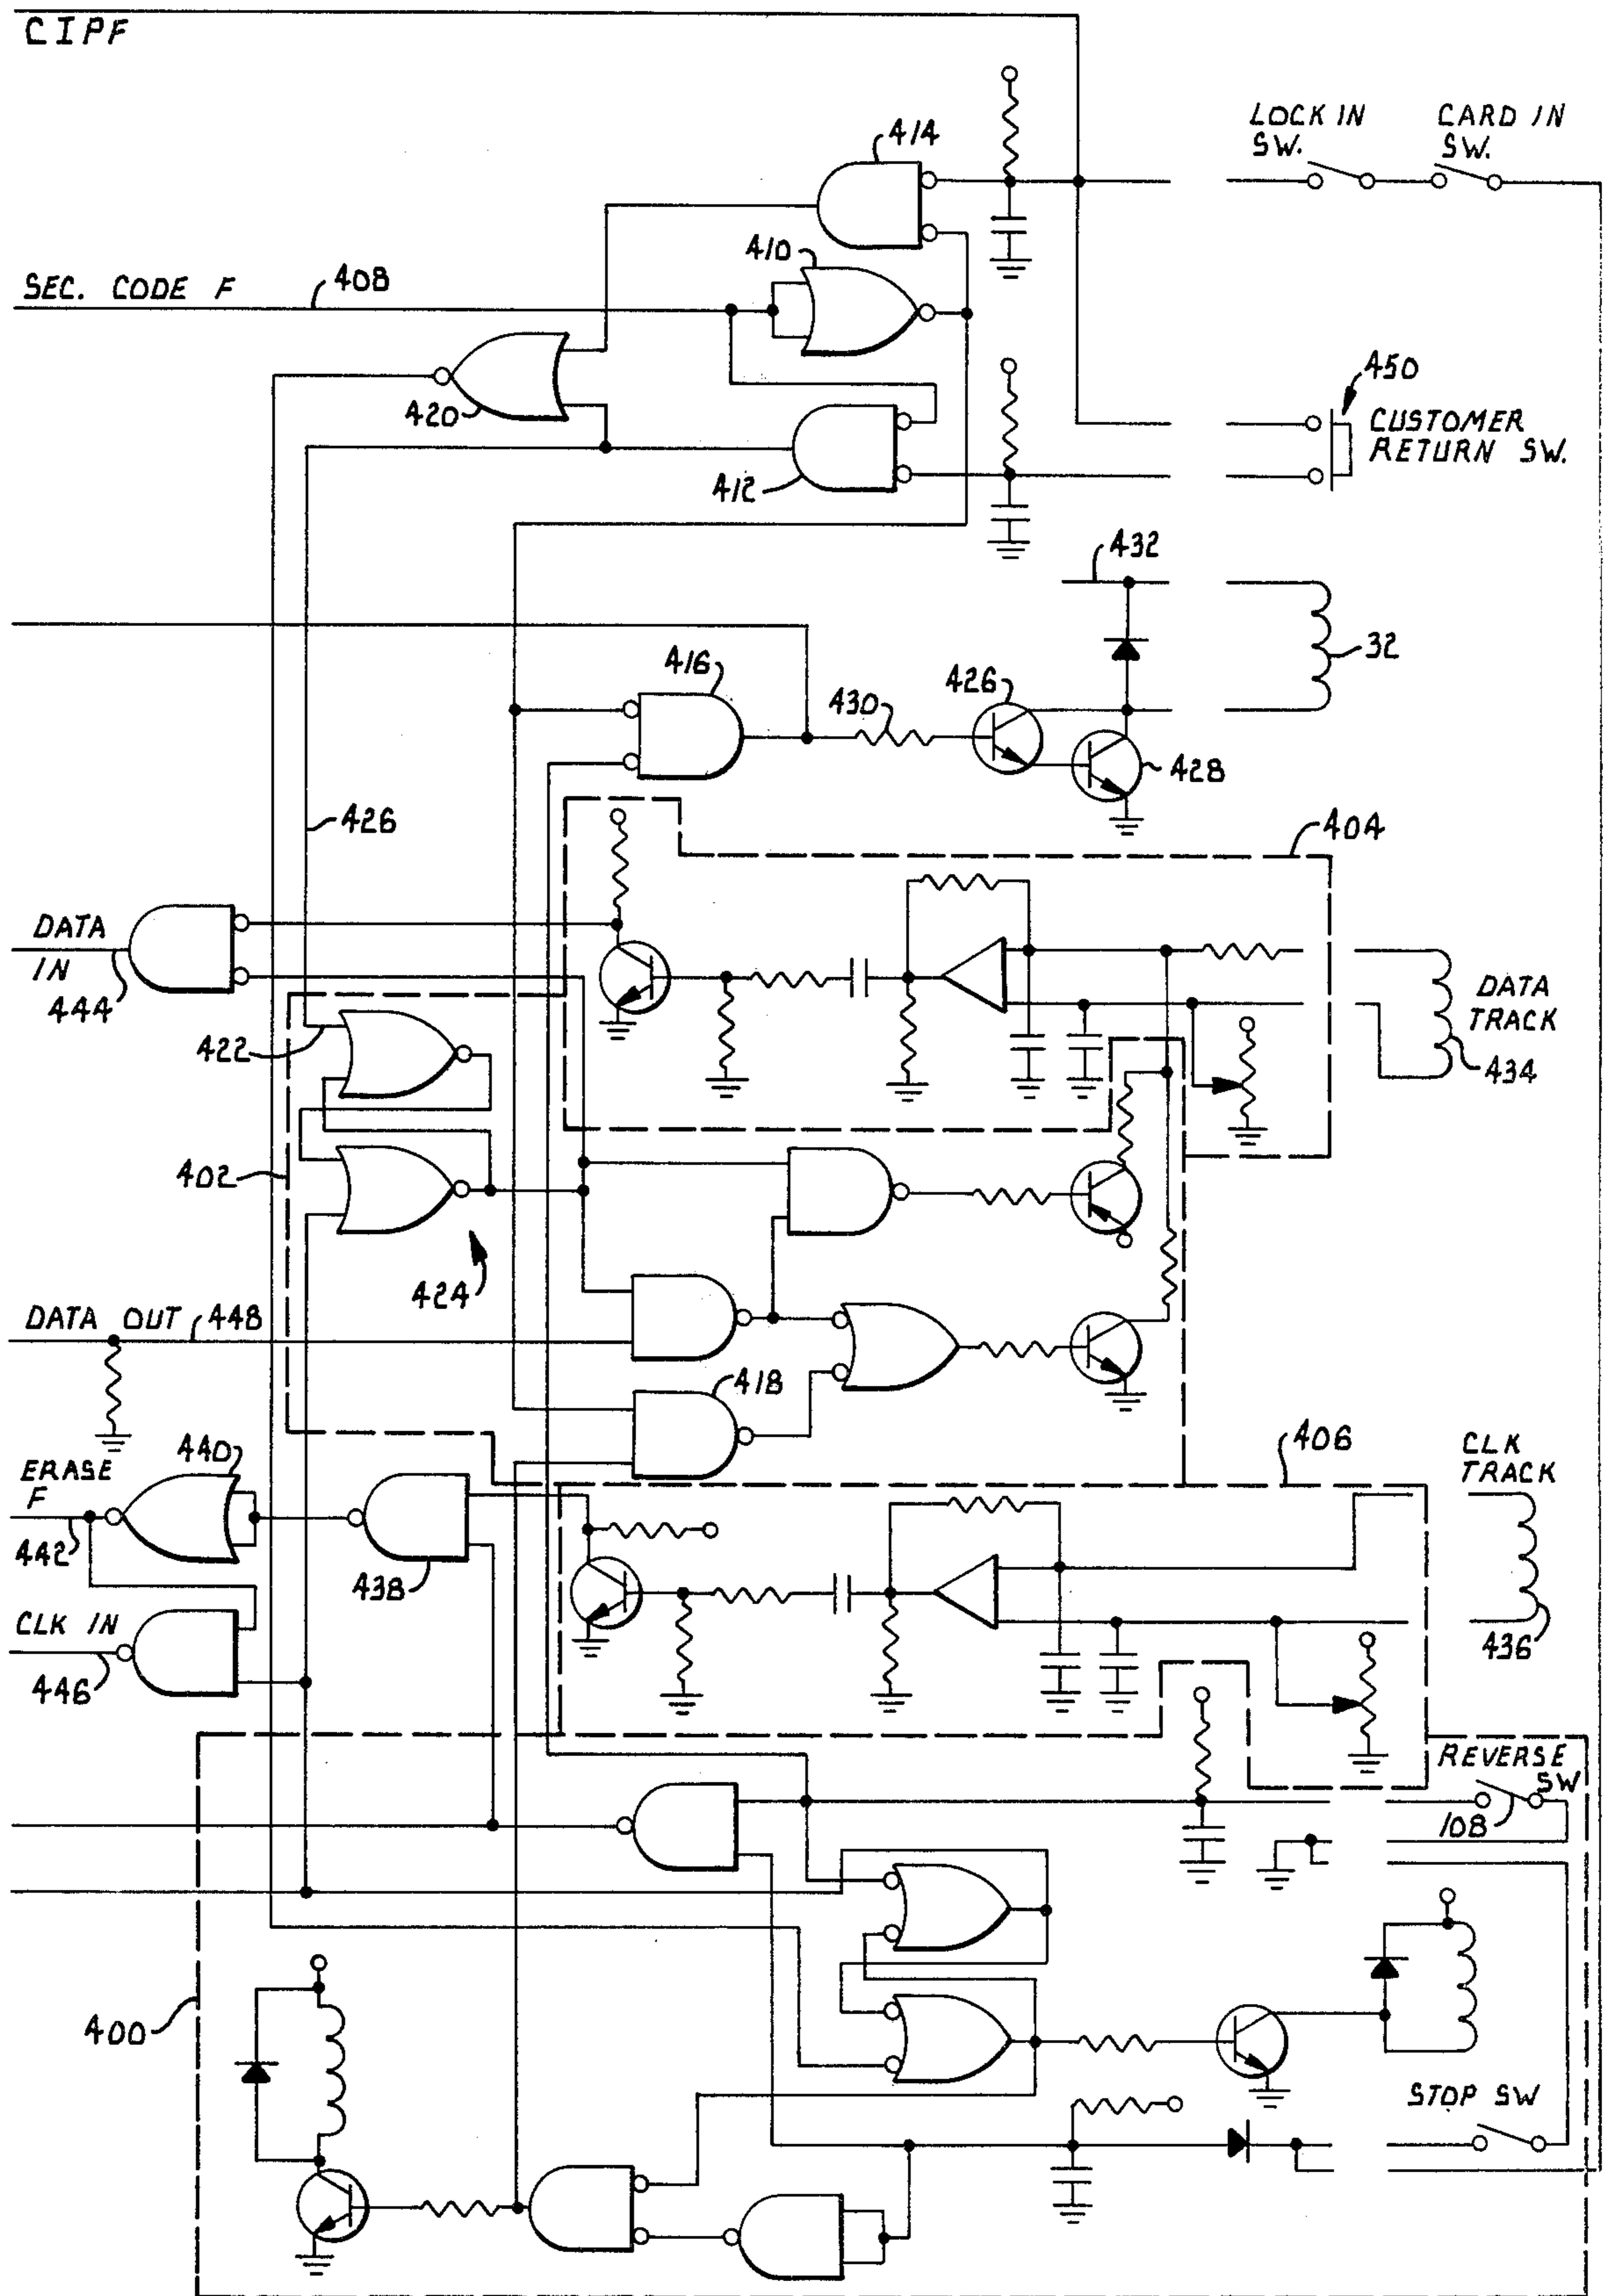 CIPF
LOCK IN
SW.
CARD IN
SW.
414
410
SEC. CODE F
408
450
CUSTOMER
RETURN SW.
420
412
432
32
416
430
426
428
426
404
DATA
IN
444
DATA
TRACK
434
422
402
424
DATA OUT
448
418
406
CLK
TRACK
440
ERASE
F
442
438
CLK IN
446
436
REVERSE
SW
108
400
STOP SW